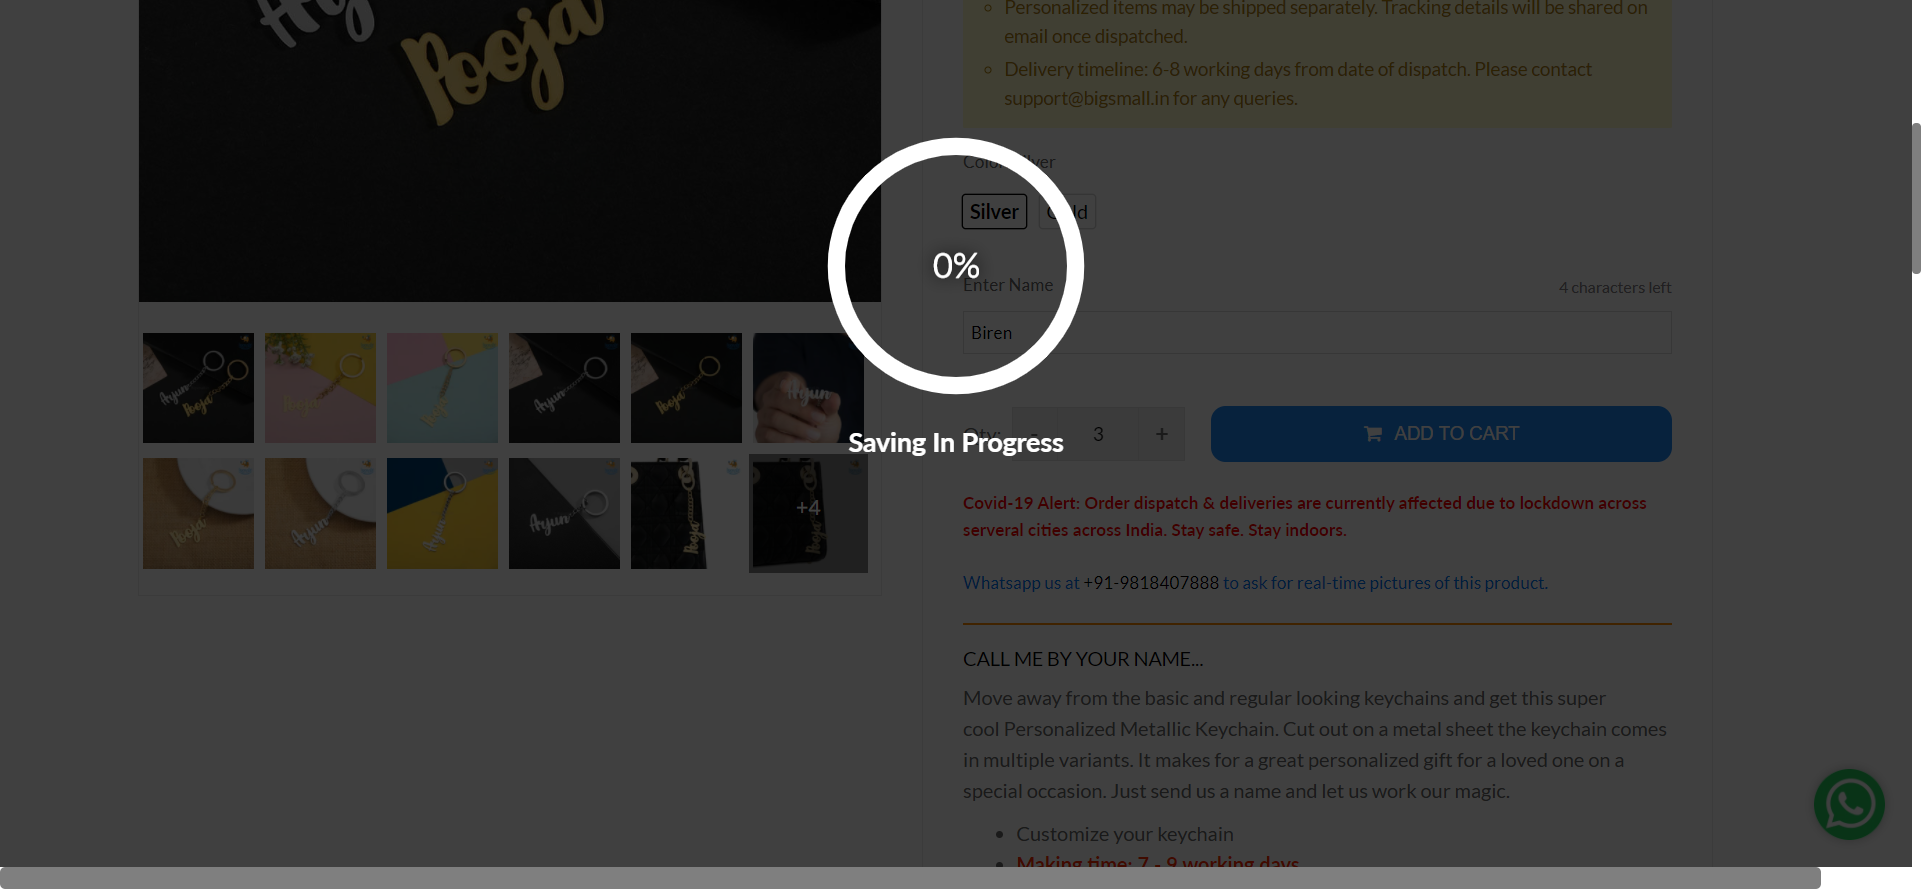 Pooja
Personalized items may be shipped separately. Tracking details will be shared on
email once dispatched.
Delivery timeline: 6-8 working days from date of dispatch. Please contact
support@bigsmall.in for any queries.
Silver
0%
Enter Name
4 characters left
Biren
3
+
ADD TO CART
Saving In Progress
Covid-19 Alert: Order dispatch & deliveries are currently affected due to lockdown across
serveral cities across India. Stay safe. Stay indoors.
+4
Whatsapp us at +91-9818407888 to ask for real-time pictures of this product.
CALL ME BY YOUR NAME...
Move away from the basic and regular looking keychains and get this super
cool Personalized Metallic Keychain. Cut out on a metal sheet the keychain comes
in multiple variants. It makes for a great personalized gift for a loved one on a
special occasion. Just send us a name and let us work our magic.
Customize your keychain
Making time: 7 - 9 working days